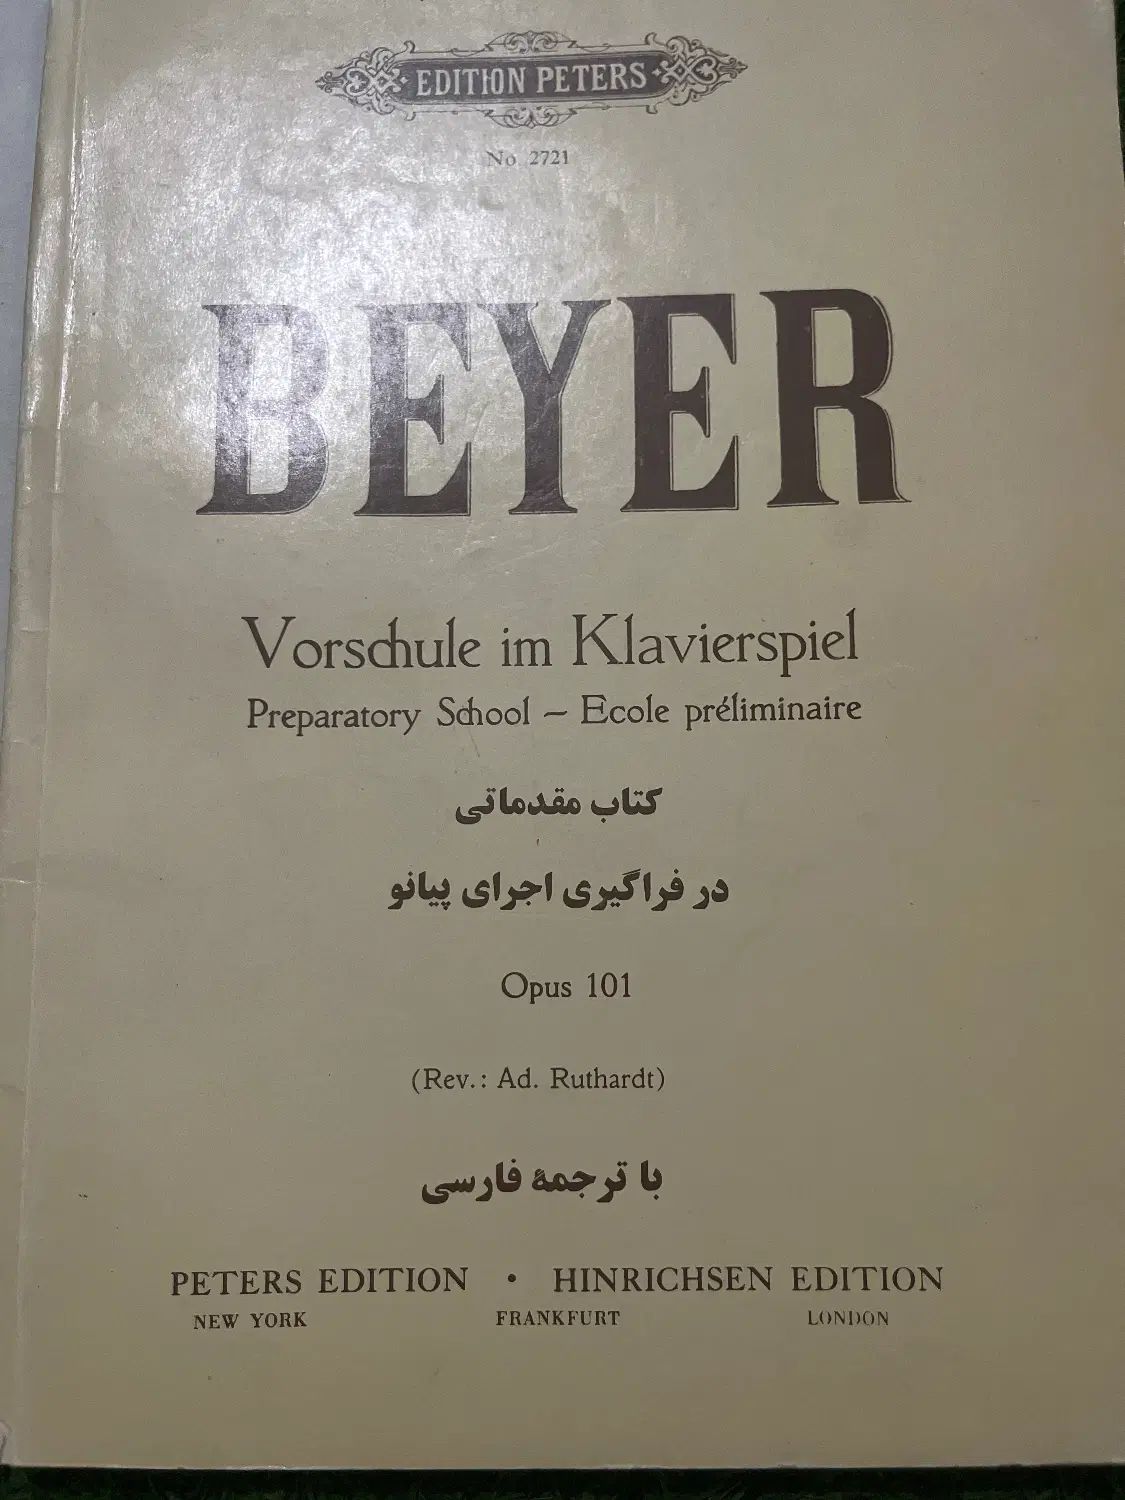 EDITION PETERS
No. 2721
BEYER
Vorschule im Klavierspiel
Preparatory School – Ecole préliminaire
کتاب مقدماتی
در فراگیری اجرای پیانو
Opus 101
(Rev.: Ad. Ruthardt)
با ترجمهٔ فارسی
PETERS EDITION • HINRICHSEN EDITION
NEW YORK FRANKFURT LONDON